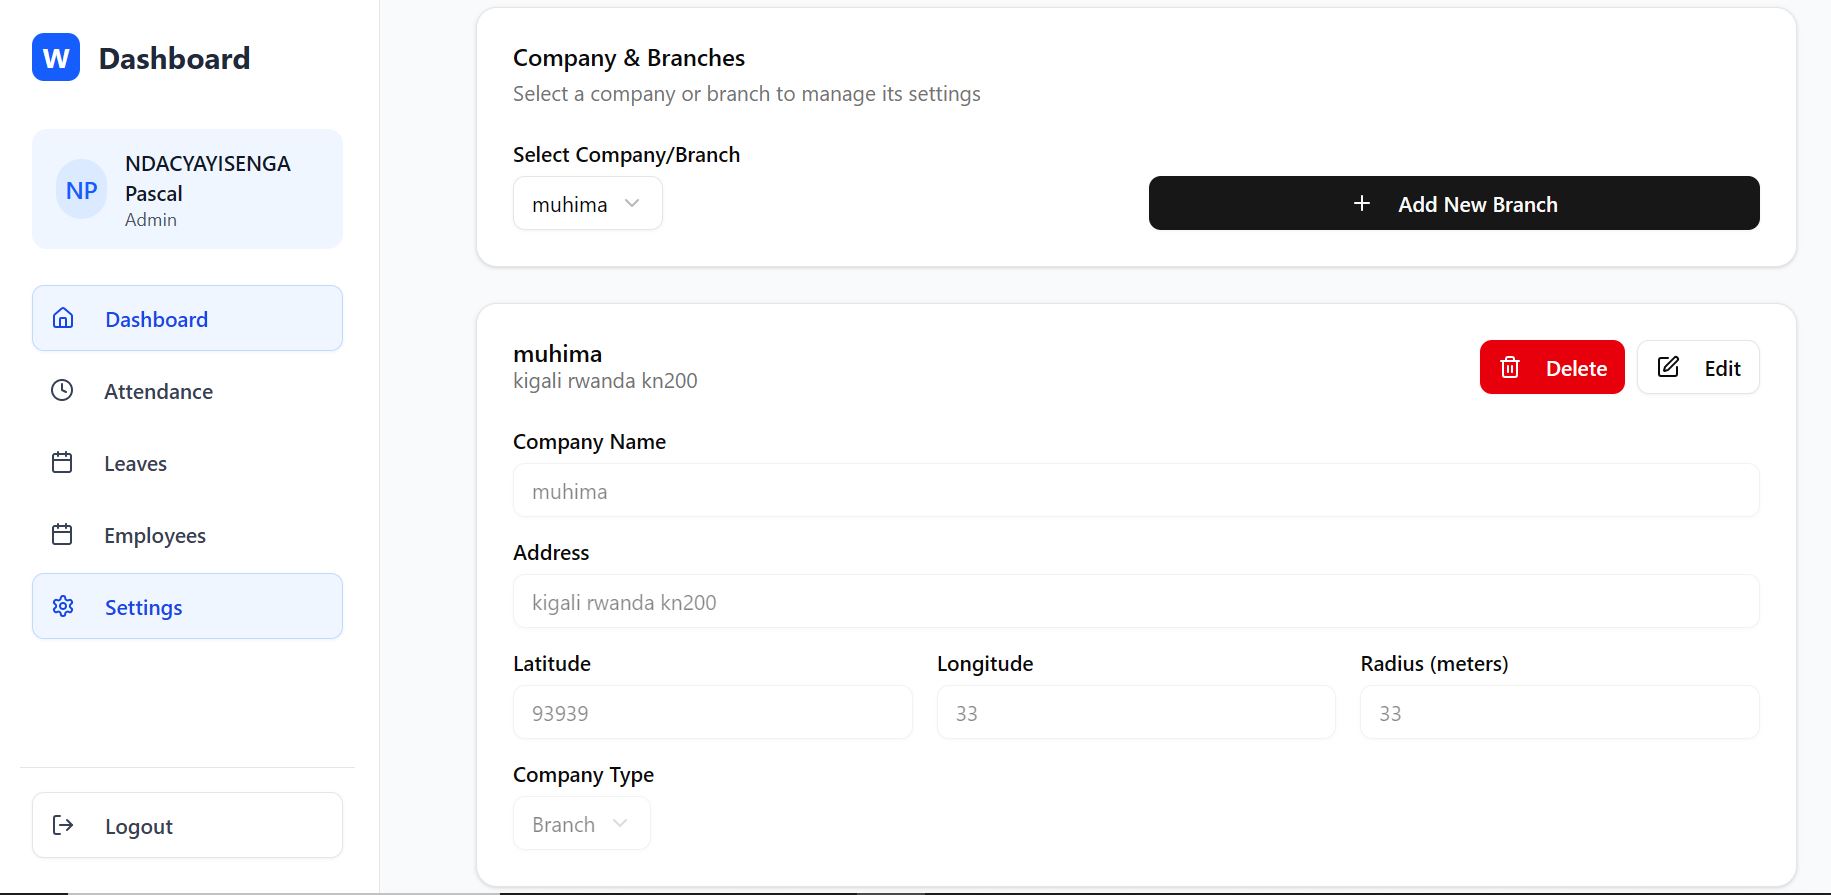 W Dashboard
NDACYAYISENGA
Pascal
NP
Admin
Dashboard
Attendance
Leaves
Employees
Settings
Logout
Company & Branches
Select a company or branch to manage its settings
Select Company/Branch
muhima
+ Add New Branch
muhima
kigali rwanda kn200
Delete
Edit
Company Name
muhima
Address
kigali rwanda kn200
Latitude Longitude Radius (meters)
93939 33 33
Company Type
Branch